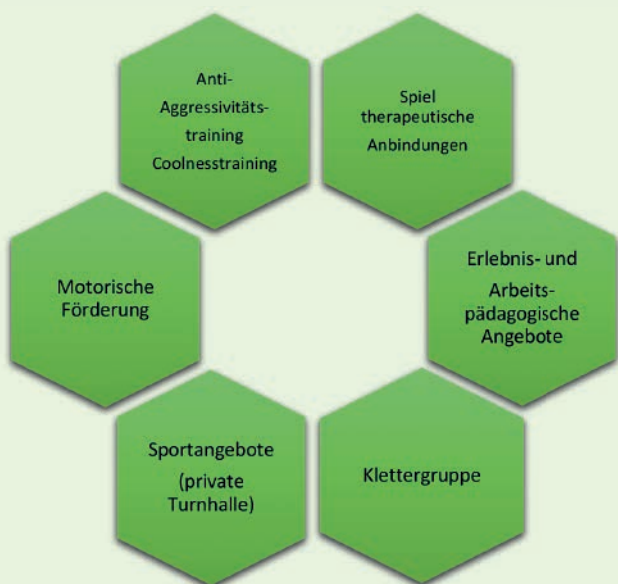 Anti-
Aggressivitäts-
training
Coolnesstraining
Spiel
therapeutische
Anbindungen
Motorische
Förderung
Erlebnis- und
Arbeits-
pädagogische
Angebote
Sportangebote
(private
Turnhalle)
Klettergruppe